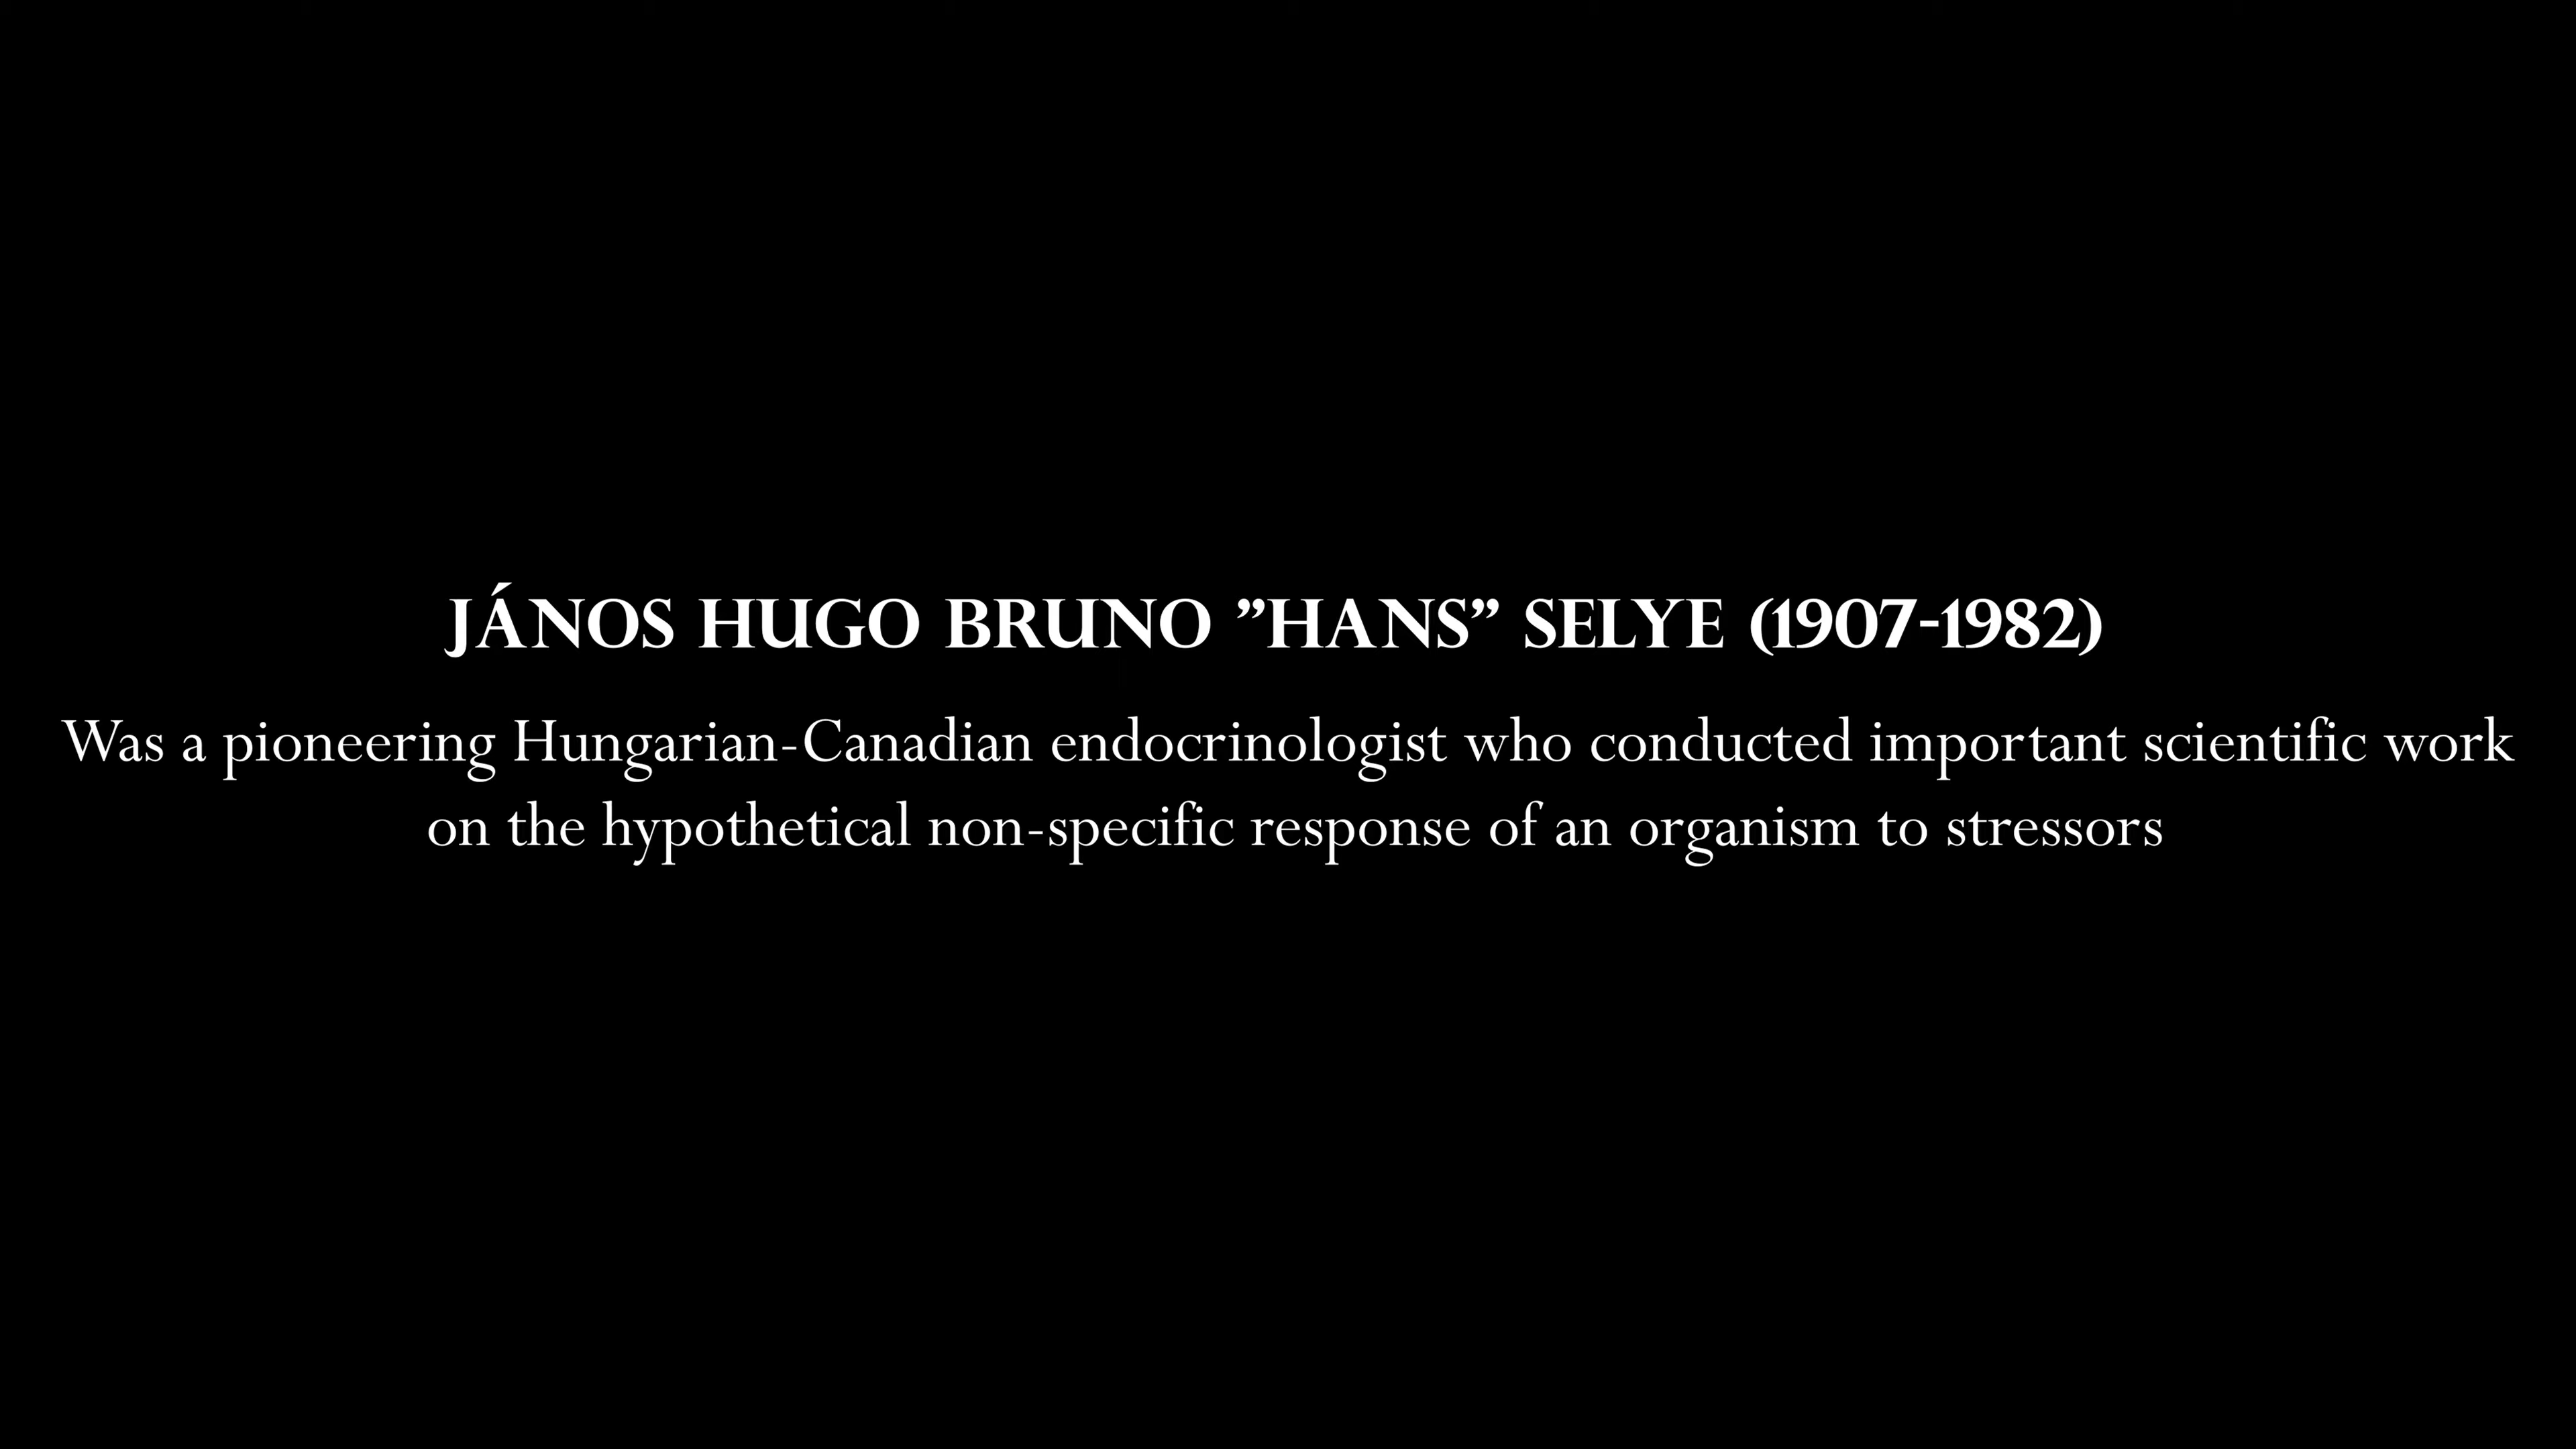 JÁNOS HUGO BRUNO ”HANS” SELYE (1907-1982)
Was a pioneering Hungarian-Canadian endocrinologist who conducted important scientific work
on the hypothetical non-specific response of an organism to stressors